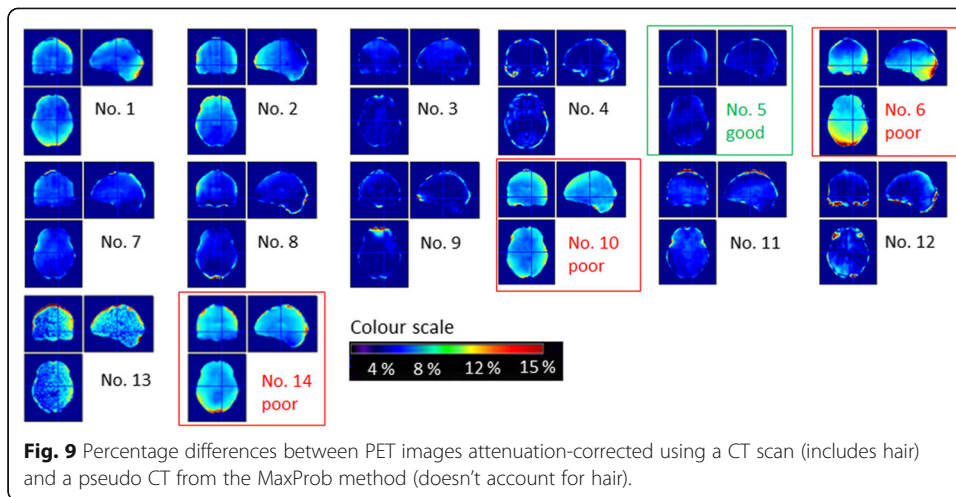 No. 1
No. 2
No. 3
No. 4
No. 5
good
No. 6
poor
No. 7
No. 8
No. 9
No. 10
poor
No. 11
No. 12
No. 13
No. 14
poor
Colour scale
4 % 8 % 12 % 15 %
Fig. 9 Percentage differences between PET images attenuation-corrected using a CT scan (includes hair)
and a pseudo CT from the MaxProb method (doesn't account for hair).